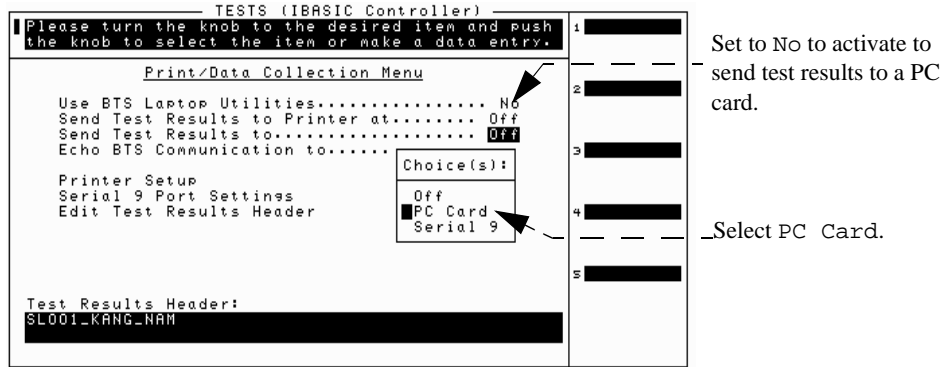 TESTS (IBASIC Controller)
Please turn the knob to the desired item and push
the knob to select the item or make a data entry.
Print/Data Collection Menu
Use BTS Laptop Utilities................ No
Send Test Results to Printer at........ Off
Send Test Results to................... Off
Echo BTS Communication to......
Printer Setup
Serial 9 Port Settings
Edit Test Results Header
Choice(s):
Off
PC Card
Serial 9
Test Results Header:
SL001_KANG_NAM
1
2
3
4
5
Set to No to activate to
send test results to a PC
card.
Select PC Card.